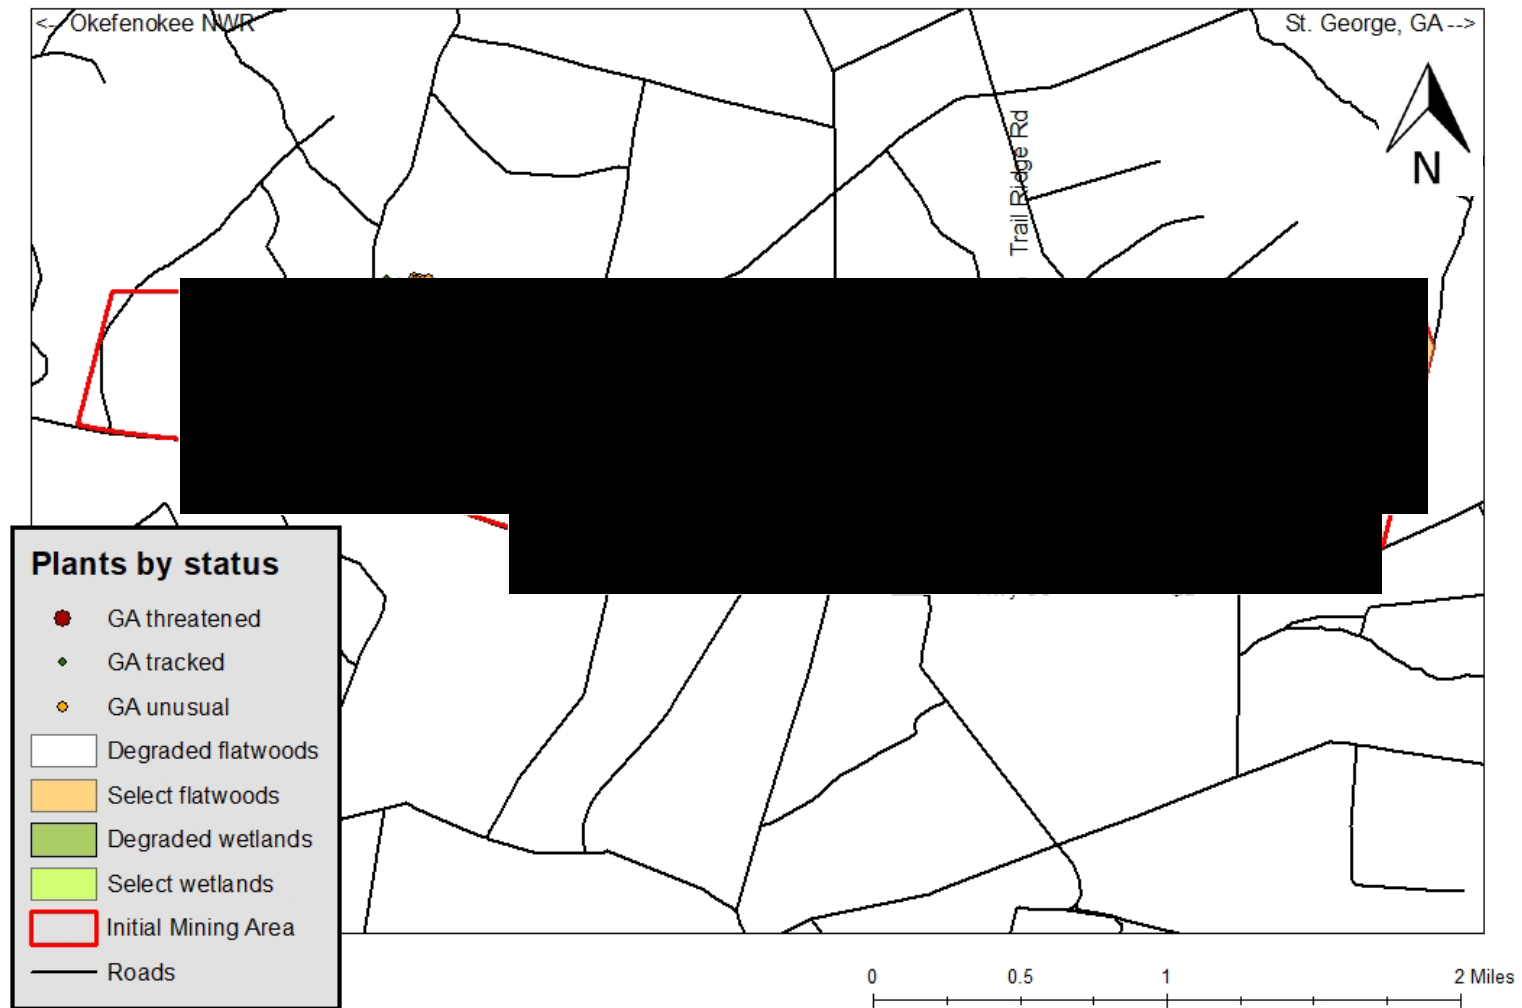 <- Okefenokee NWR
St. George, GA -->
Trail Ridge Rd
N
Plants by status
GA threatened
GA tracked
GA unusual
Degraded flatwoods
Select flatwoods
Degraded wetlands
Select wetlands
Initial Mining Area
Roads
0 0.5 1 2 Miles